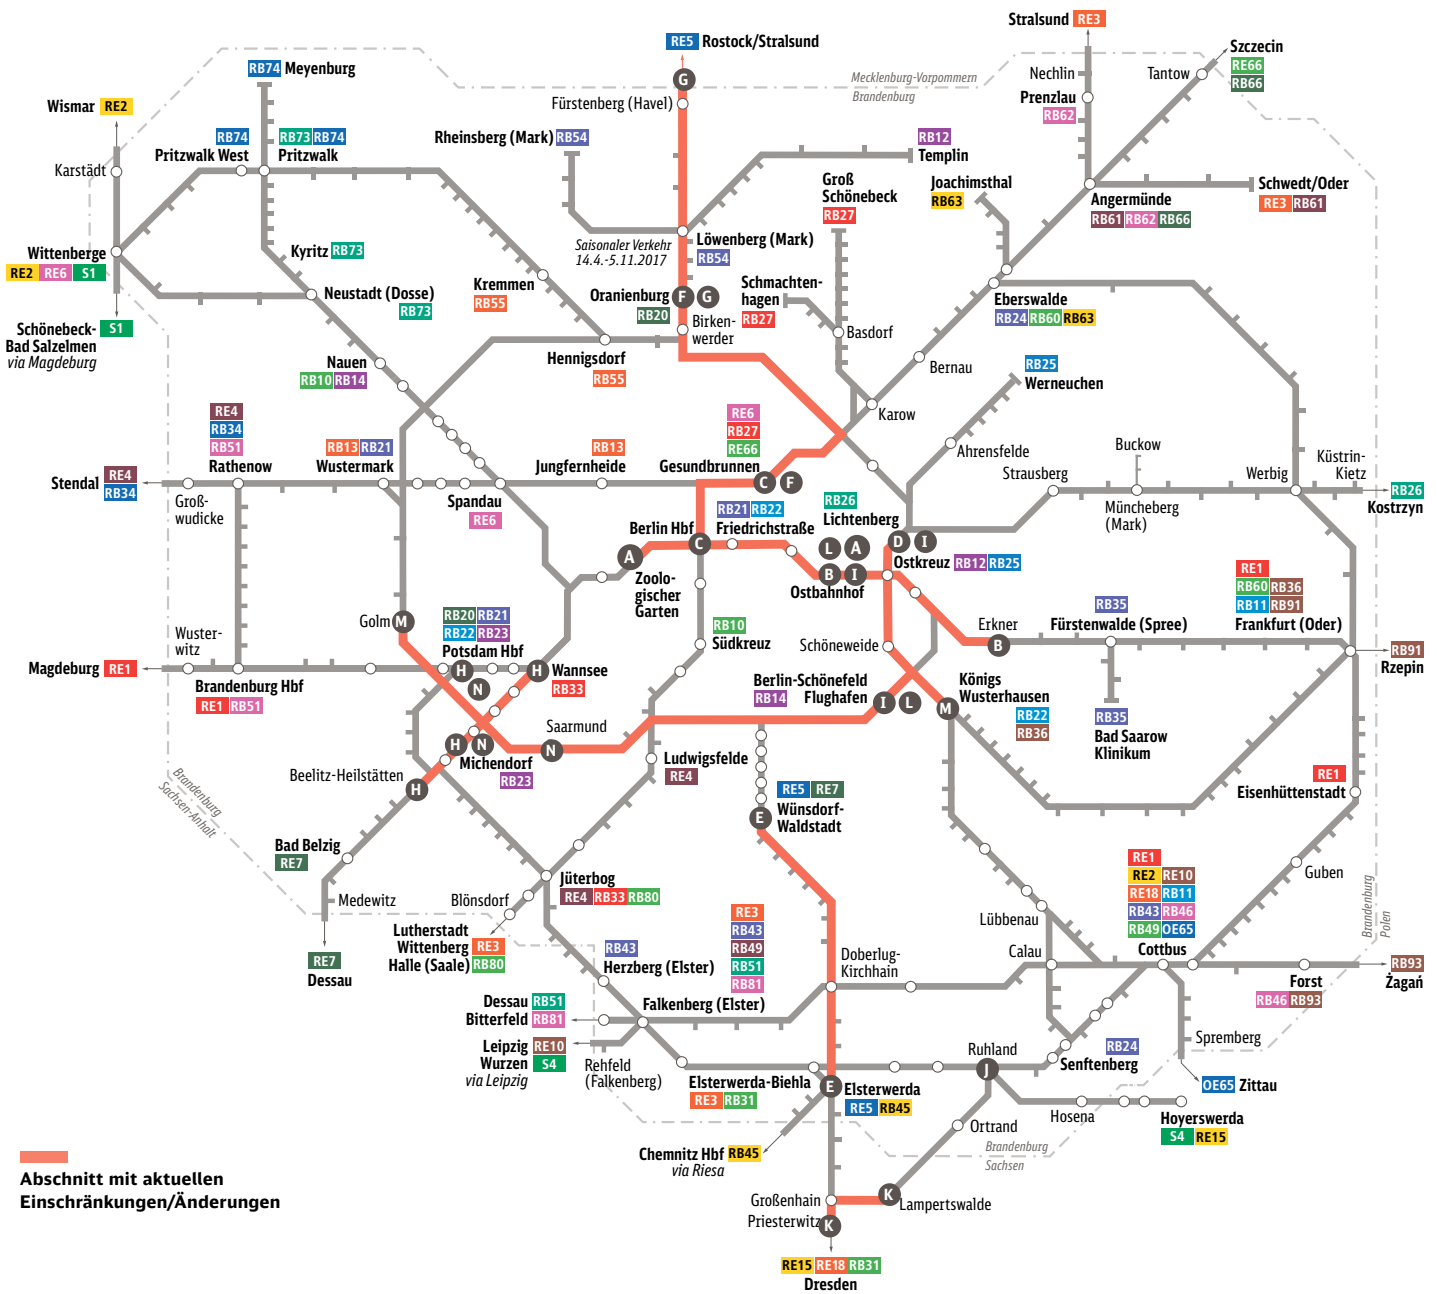 Stralsund RE3
RE5 Rostock/Stralsund
Szczecin
RE66
RB66
Nechlin
Tantow
RB74 Meyenburg
G
Mecklenburg-Vorpommern
Brandenburg
Prenzlau
RB62
Wismar RE2
Fürstenberg (Havel)
RB74
Pritzwalk West
RB73 RB74
Pritzwalk
Rheinsberg (Mark) RB54
RB12
Templin
Karstädt
Groß
Schönebeck
RB27
Joachimsthal
RB63
Schwedt/Oder
RE3 RB61
Angermünde
RB61 RB62 RB66
Wittenberge
RE2 RE6 S1
Kyritz RB73
Saisonaler Verkehr
14.4.-5.11.2017
Löwenberg (Mark)
RB54
Schmachten-
hagen
RB27
Neustadt (Dosse)
RB73
Kremmen
RB55
Oranienburg F G
RB20
Birken-
werder
Eberswalde
RB24 RB60 RB63
Schönebeck-
Bad Salzelmen
via Magdeburg
S1
Basdorf
Nauen
RB10 RB14
Hennigsdorf
RB55
Bernau
RB25
Werneuchen
Karow
RE4
RB34
RB51
Rathenow
RB13 RB21
Wustermark
RB13
Jungfernheide
RE6
RB27
RE66
Gesundbrunnen C F
Ahrensfelde
Buckow
Strausberg
Werbig
Küstrin-
Kietz
Stendal RE4
RB34
RB26
Kostrzyn
Groß-
wudicke
Spandau
RE6
Müncheberg
(Mark)
RB21 RB22
Friedrichstraße
RB26
Lichtenberg
Berlin Hbf
C
A
L A
D I
Ostkreuz RB12 RB25
Zoolo-
gischer
Garten
B I
Ostbahnhof
RE1
RB60 RB36
RB11 RB91
Frankfurt (Oder)
Golm M
RB20 RB21
RB22 RB23
Potsdam Hbf
RB10
Südkreuz
Erkner
B
RB35
Fürstenwalde (Spree)
Wuster-
witz
Schöneweide
RB91
Rzepin
Magdeburg RE1
H
N
H
Wannsee
RB33
Brandenburg Hbf
RE1 RB51
Berlin-Schönefeld
RB14 Flughafen
I L
Königs
Wusterhausen
RB22
RB36
M
RB35
Bad Saarow
Klinikum
Saarmund
N
H N
Michendorf
RB23
Ludwigsfelde
RE4
Beelitz-Heilstätten
H
Brandenburg
Sachsen-Anhalt
RE5 RE7
Wünsdorf-
Waldstadt
E
RE1
Eisenhüttenstadt
Bad Belzig
RE7
Jüterbog
RE4 RB33 RB80
RE1
RE2 RE10
RE18 RB11
RB43 RB46
RB49 OE65
Cottbus
Guben
Medewitz
Blönsdorf
Lübbenau
Lutherstadt
Wittenberg RE3
Halle (Saale) RB80
RB43
Herzberg (Elster)
RE3
RB43
RB49
RB51
RB81
Falkenberg (Elster)
Doberlug-
Kirchhain
Calau
Brandenburg
Polen
RE7
Dessau
Forst
RB46 RB93
RB93
Żagań
Dessau RB51
Bitterfeld RB81
Leipzig RE10
Wurzen S4
via Leipzig
Rehfeld
(Falkenberg)
Spremberg
Ruhland
J
RB24
Senftenberg
Elsterwerda-Biehla
RE3 RB31
E
Elsterwerda
RE5 RB45
OE65 Zittau
Hosena
Hoyerswerda
S4 RE15
Ortrand
Brandenburg
Sachsen
Chemnitz Hbf RB45
via Riesa
Abschnitt mit aktuellen
Einschränkungen/Änderungen
Großenhain
K
Lampertswalde
Priesterwitz K
RE15 RE18 RB31
Dresden